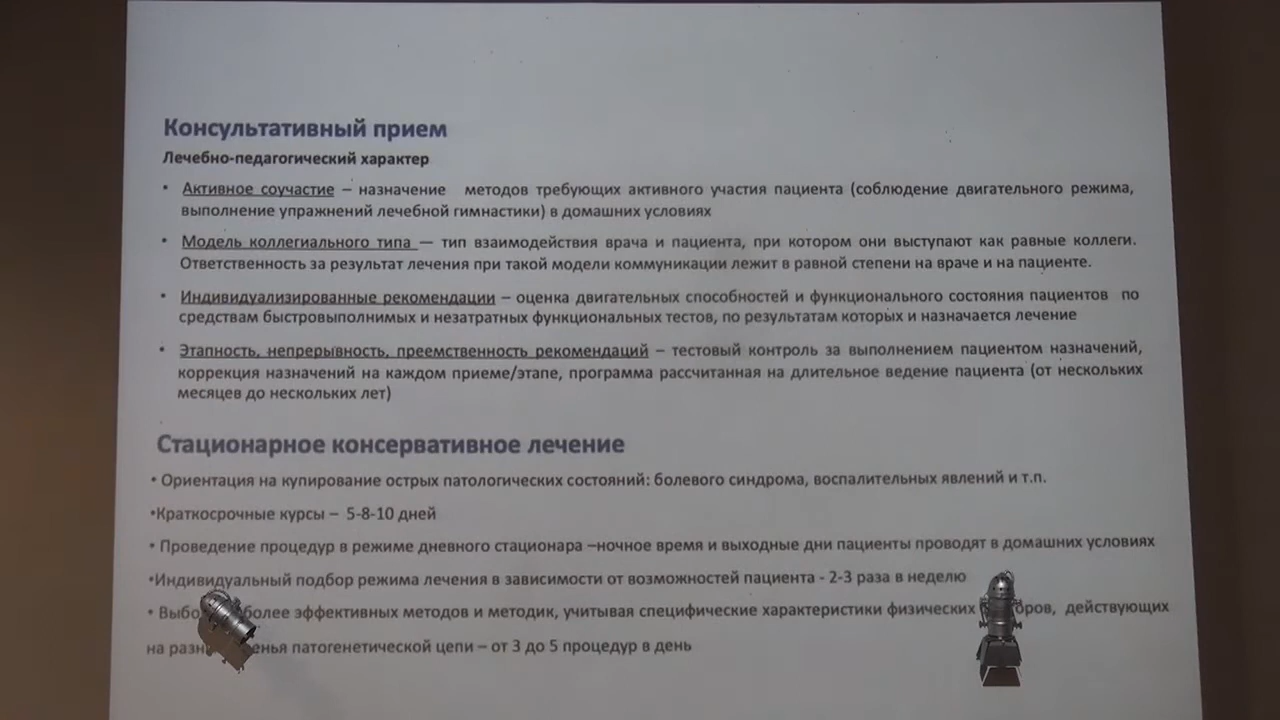 Консультативный прием
Лечебно-педагогический характер
• Активное соучастие – назначение методов требующих активного участия пациента (соблюдение двигательного режима,
выполнение упражнений лечебной гимнастики) в домашних условиях
• Модель коллегиального типа — тип взаимодействия врача и пациента, при котором они выступают как равные коллеги.
Ответственность за результат лечения при такой модели коммуникации лежит в равной степени на враче и на пациенте.
• Индивидуализированные рекомендации – оценка двигательных способностей и функционального состояния пациентов по
средствам быстровыполнимых и незатратных функциональных тестов, по результатам которых и назначается лечение
• Этапность, непрерывность, преемственность рекомендаций – тестовый контроль за выполнением пациентом назначений,
коррекция назначений на каждом приеме/этапе, программа рассчитанная на длительное ведение пациента (от нескольких
месяцев до нескольких лет)
Стационарное консервативное лечение
• Ориентация на купирование острых патологических состояний: болевого синдрома, воспалительных явлений и т.п.
•Краткосрочные курсы – 5-8-10 дней
• Проведение процедур в режиме дневного стационара –ночное время и выходные дни пациенты проводят в домашних условиях
•Индивидуальный подбор режима лечения в зависимости от возможностей пациента - 2-3 раза в неделю
• эффективных методов и методик, учитывая специфические характеристики физических действующих
на патогенетической цепи – от 3 до 5 процедур в день